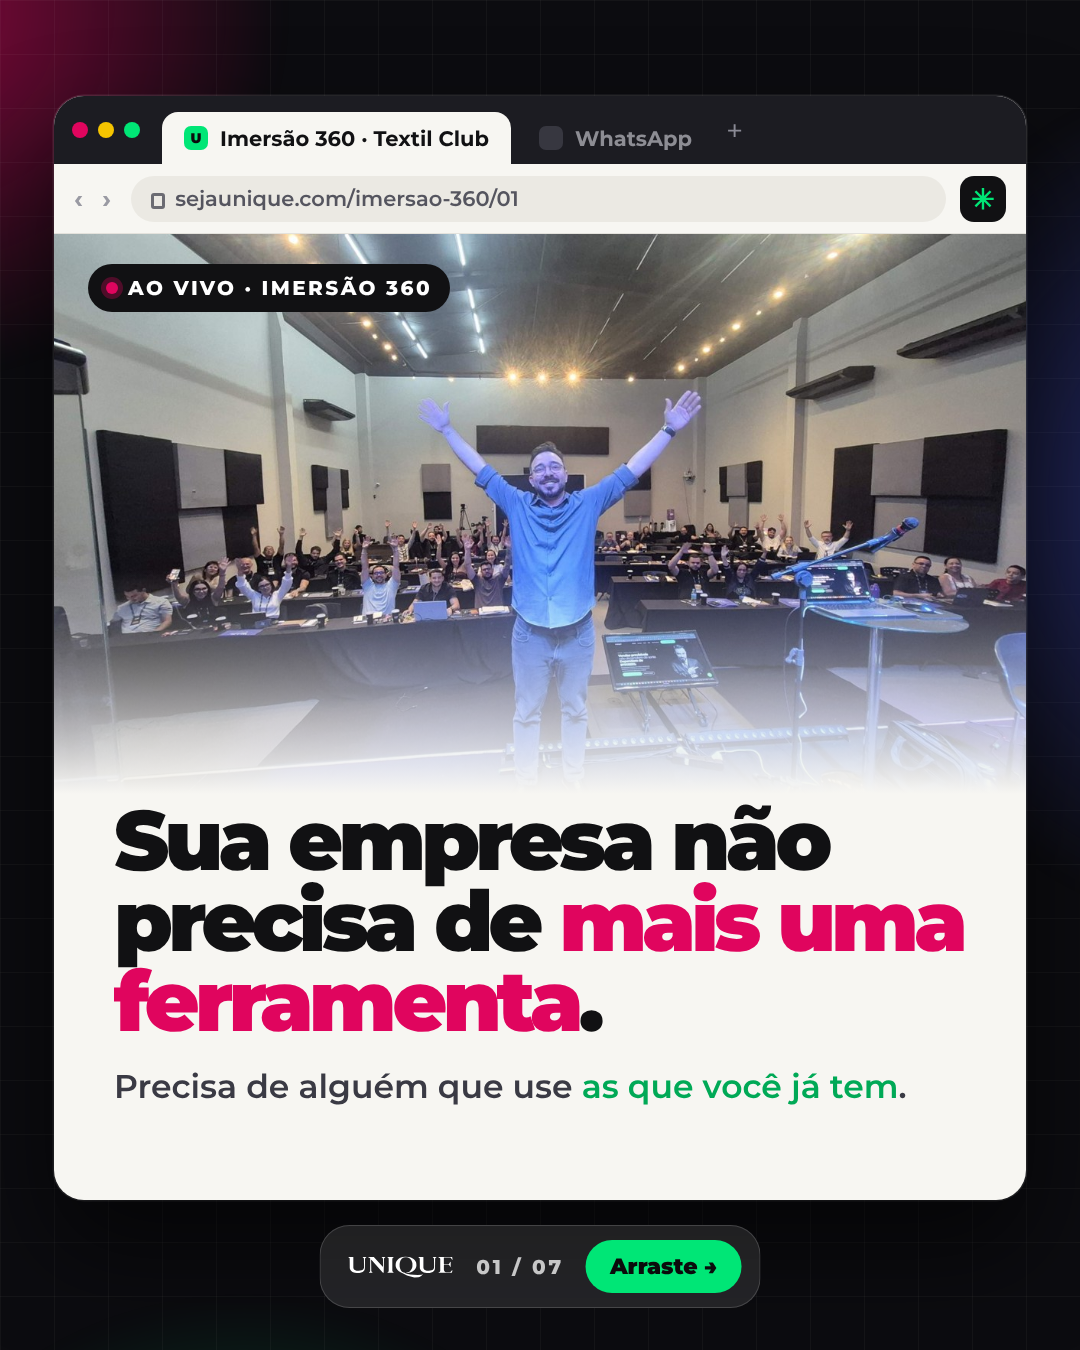 U Imersão 360 · Textil Club WhatsApp +
‹ › sejaunique.com/imersao-360/01
AO VIVO · IMERSÃO 360
Sua empresa não
precisa de mais uma
ferramenta.
Precisa de alguém que use as que você já tem.
UNIQUE 01 / 07 Arraste →